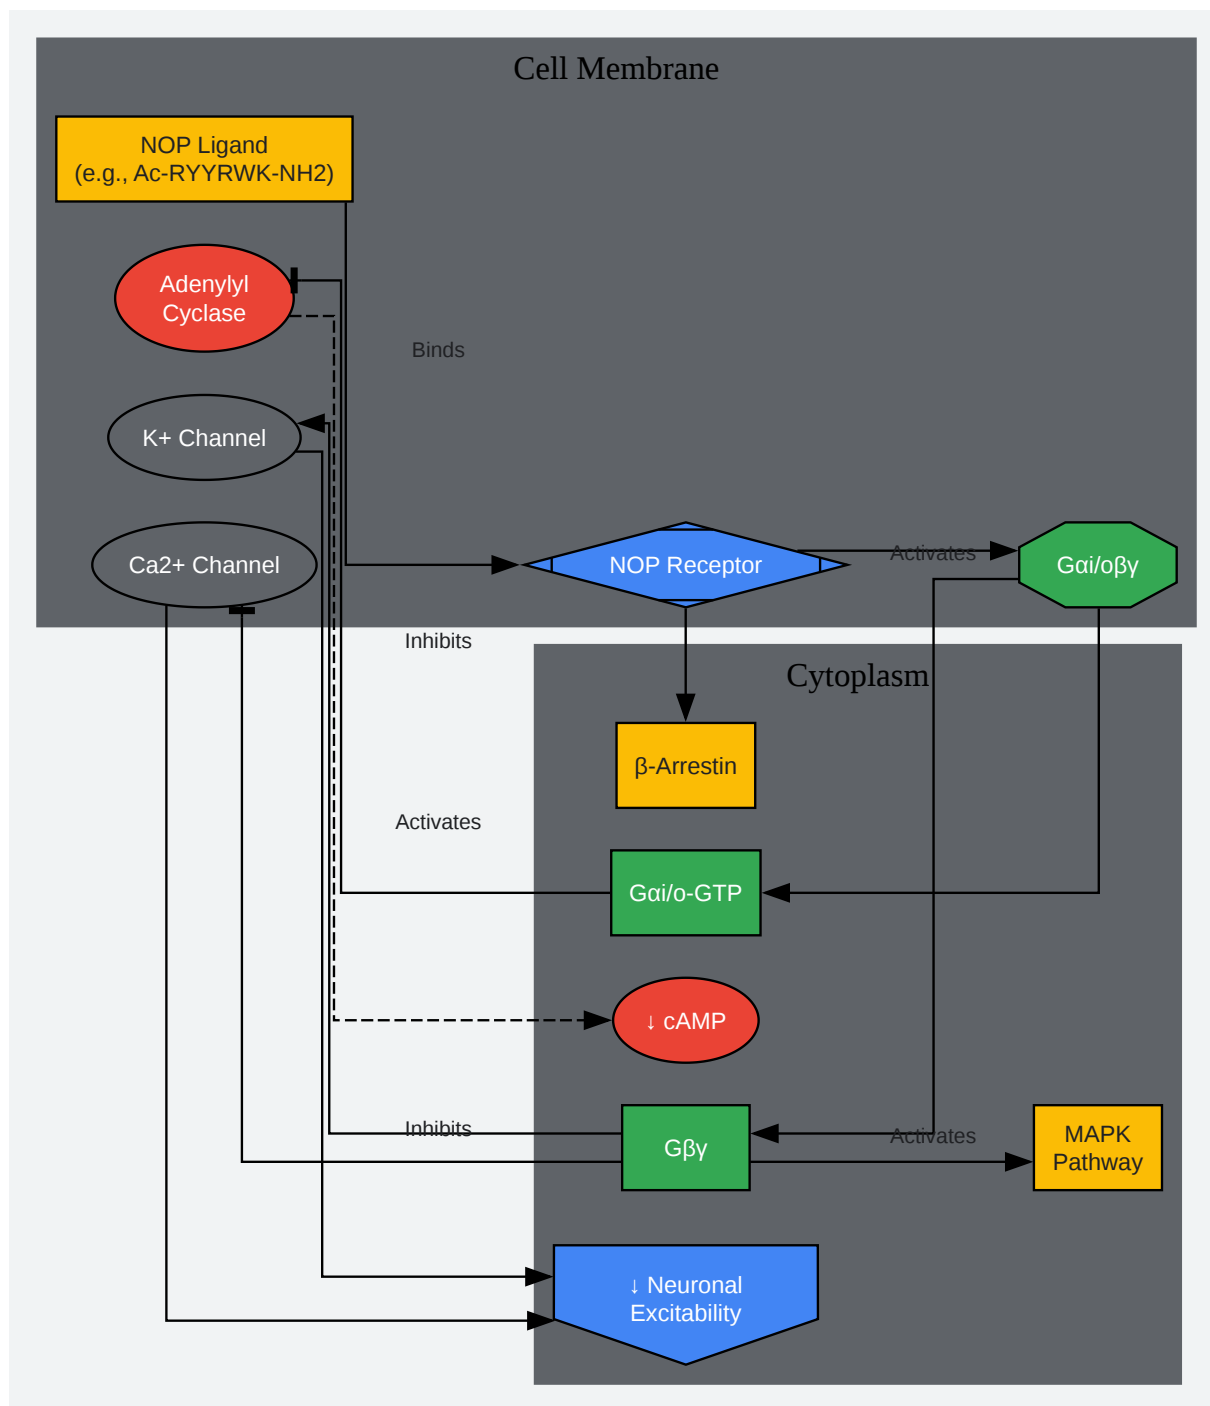 Cell Membrane
NOP Ligand
(e.g., Ac-RYYRWK-NH2)
Adenylyl
Cyclase
Binds
K+ Channel
Ca2+ Channel
NOP Receptor
Activates
Gαi/oβγ
Inhibits
Cytoplasm
β-Arrestin
Activates
Gαi/o-GTP
↓ cAMP
Inhibits
Gβγ
Activates
MAPK
Pathway
↓ Neuronal
Excitability